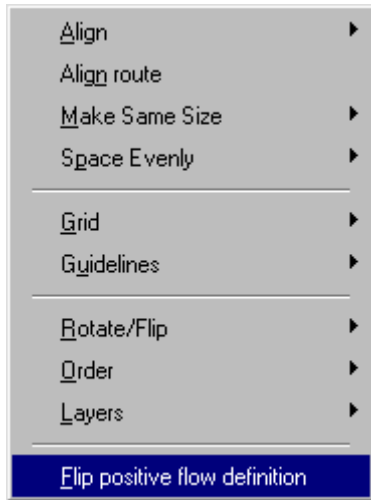 Align
Align route
Make Same Size
Space Evenly
Grid
Guidelines
Rotate/Flip
Order
Layers
Flip positive flow definition